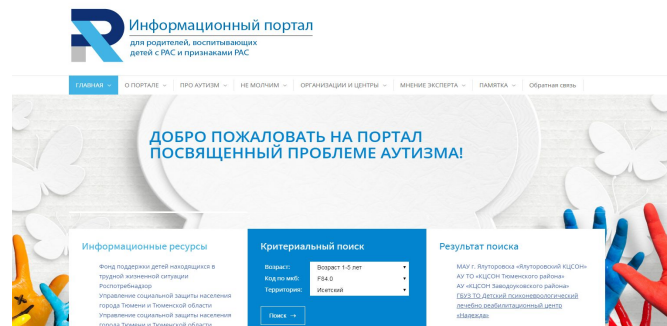 Информационный портал
для родителей, воспитывающих
детей с РАС и признаками РАС
ГЛАВНАЯ О ПОРТАЛЕ ПРО АУТИЗМ НЕ МОЛЧИМ ОРГАНИЗАЦИИ И ЦЕНТРЫ МНЕНИЕ ЭКСПЕРТА ПАМЯТКА Обратная связь
ДОБРО ПОЖАЛОВАТЬ НА ПОРТАЛ
ПОСВЯЩЕННЫЙ ПРОБЛЕМЕ АУТИЗМА!
Информационные ресурсы
Фонд поддержки детей находящихся в
трудной жизненной ситуации
Роспотребнадзор
Управление социальной защиты населения
города Тюмени и Тюменской области
Управление социальной защиты населения
города Тюмени и Тюменской области
Критериальный поиск
Возраст: Возраст 1-5 лет
Код по мкб: F84.0
Территория: Исетский
Поиск →
Результат поиска
МАУ г. Ялуторовска «Ялуторовский КЦСОН»
АУ ТО «КЦСОН Тюменского района»
АУ «КЦСОН Заводоуковского района»
ГБУЗ ТО Детский психоневрологический
лечебно реабилитационный центр
«Надежда»